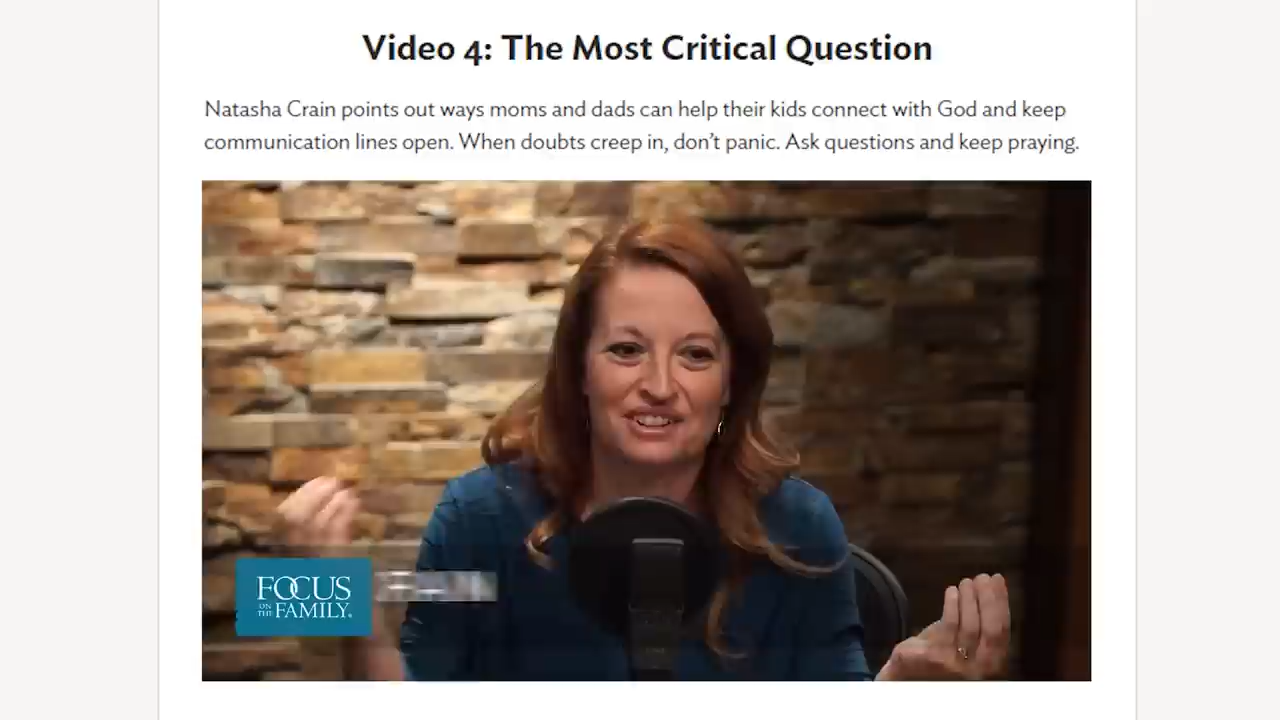 Video 4: The Most Critical Question
Natasha Crain points out ways moms and dads can help their kids connect with God and keep
communication lines open. When doubts creep in, don't panic. Ask questions and keep praying.
FOCUS
ON THE FAMILY